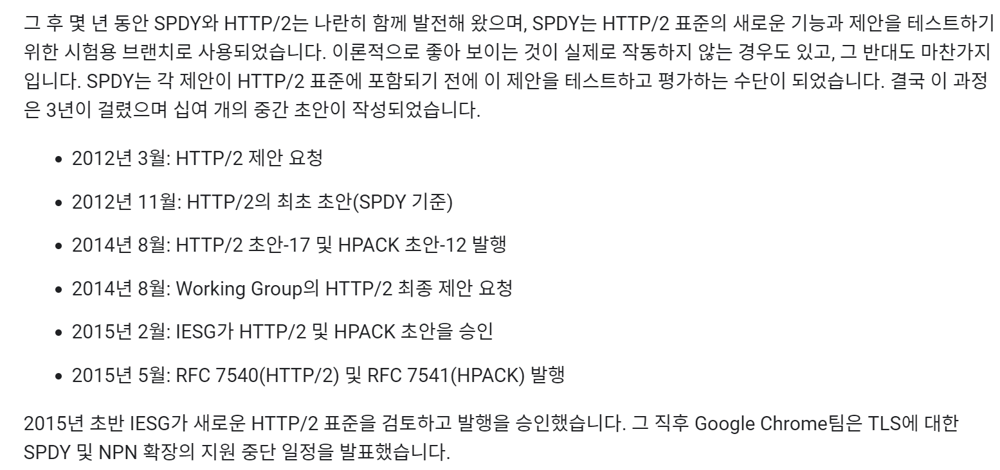 그 후 몇 년 동안 SPDY와 HTTP/2는 나란히 함께 발전해 왔으며, SPDY는 HTTP/2 표준의 새로운 기능과 제안을 테스트하기
위한 시험용 브랜치로 사용되었습니다. 이론적으로 좋아 보이는 것이 실제로 작동하지 않는 경우도 있고, 그 반대도 마찬가지
입니다. SPDY는 각 제안이 HTTP/2 표준에 포함되기 전에 이 제안을 테스트하고 평가하는 수단이 되었습니다. 결국 이 과정
은 3년이 걸렸으며 십여 개의 중간 초안이 작성되었습니다.
• 2012년 3월: HTTP/2 제안 요청
• 2012년 11월: HTTP/2의 최초 초안(SPDY 기준)
• 2014년 8월: HTTP/2 초안-17 및 HPACK 초안-12 발행
• 2014년 8월: Working Group의 HTTP/2 최종 제안 요청
• 2015년 2월: IESG가 HTTP/2 및 HPACK 초안을 승인
• 2015년 5월: RFC 7540(HTTP/2) 및 RFC 7541(HPACK) 발행
2015년 초반 IESG가 새로운 HTTP/2 표준을 검토하고 발행을 승인했습니다. 그 직후 Google Chrome팀은 TLS에 대한
SPDY 및 NPN 확장의 지원 중단 일정을 발표했습니다.